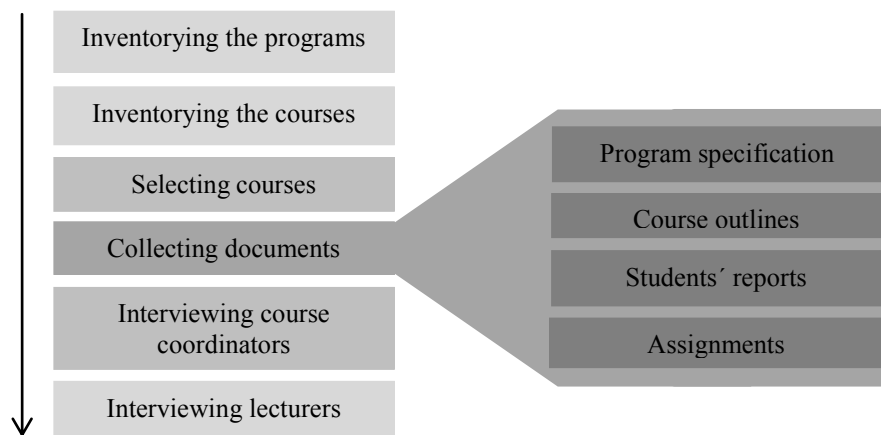 Inventorying the programs
Inventorying the courses
Selecting courses
Collecting documents
Interviewing course
coordinators
Interviewing lecturers
Program specification
Course outlines
Students´ reports
Assignments